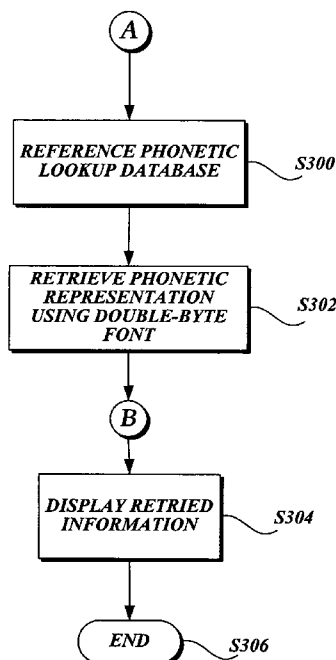 A
REFERENCE PHONETIC
LOOKUP DATABASE
S300
RETRIEVE PHONETIC
REPRESENTATION
USING DOUBLE-BYTE
FONT
S302
B
DISPLAY RETRIED
INFORMATION
S304
END
S306